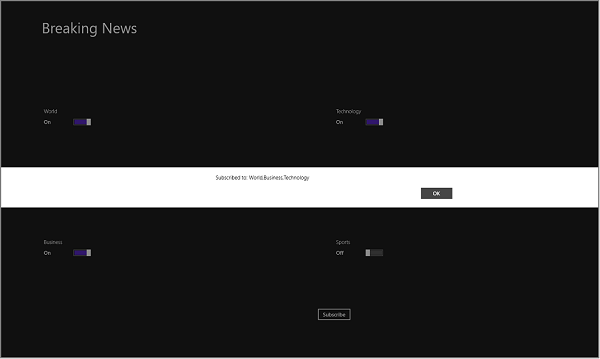 Breaking News
World
Technology
On
On
Subscribed to: World,Business,Technology
OK
Business
Sports
On
Off
Subscribe